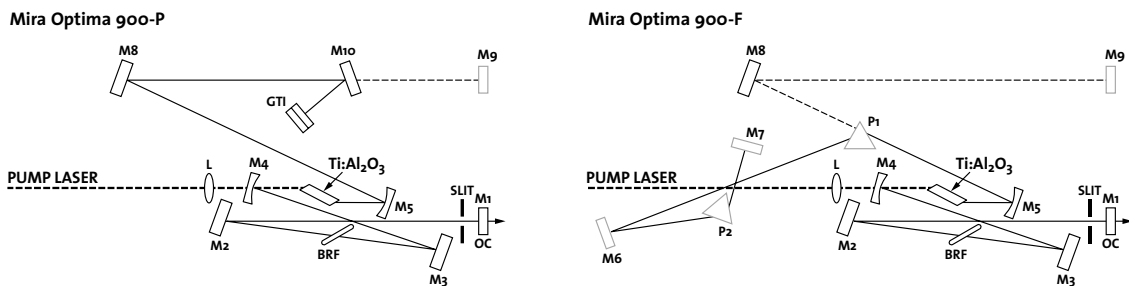 Mira Optima 900-P
M8
M10
M9
GTI
PUMP LASER
L
M4
Ti:Al₂O₃
M5
SLIT
M1
M2
BRF
OC
M3
Mira Optima 900-F
M8
M9
P1
M7
PUMP LASER
L
M4
Ti:Al₂O₃
M5
SLIT
M1
P2
M2
BRF
OC
M6
M3